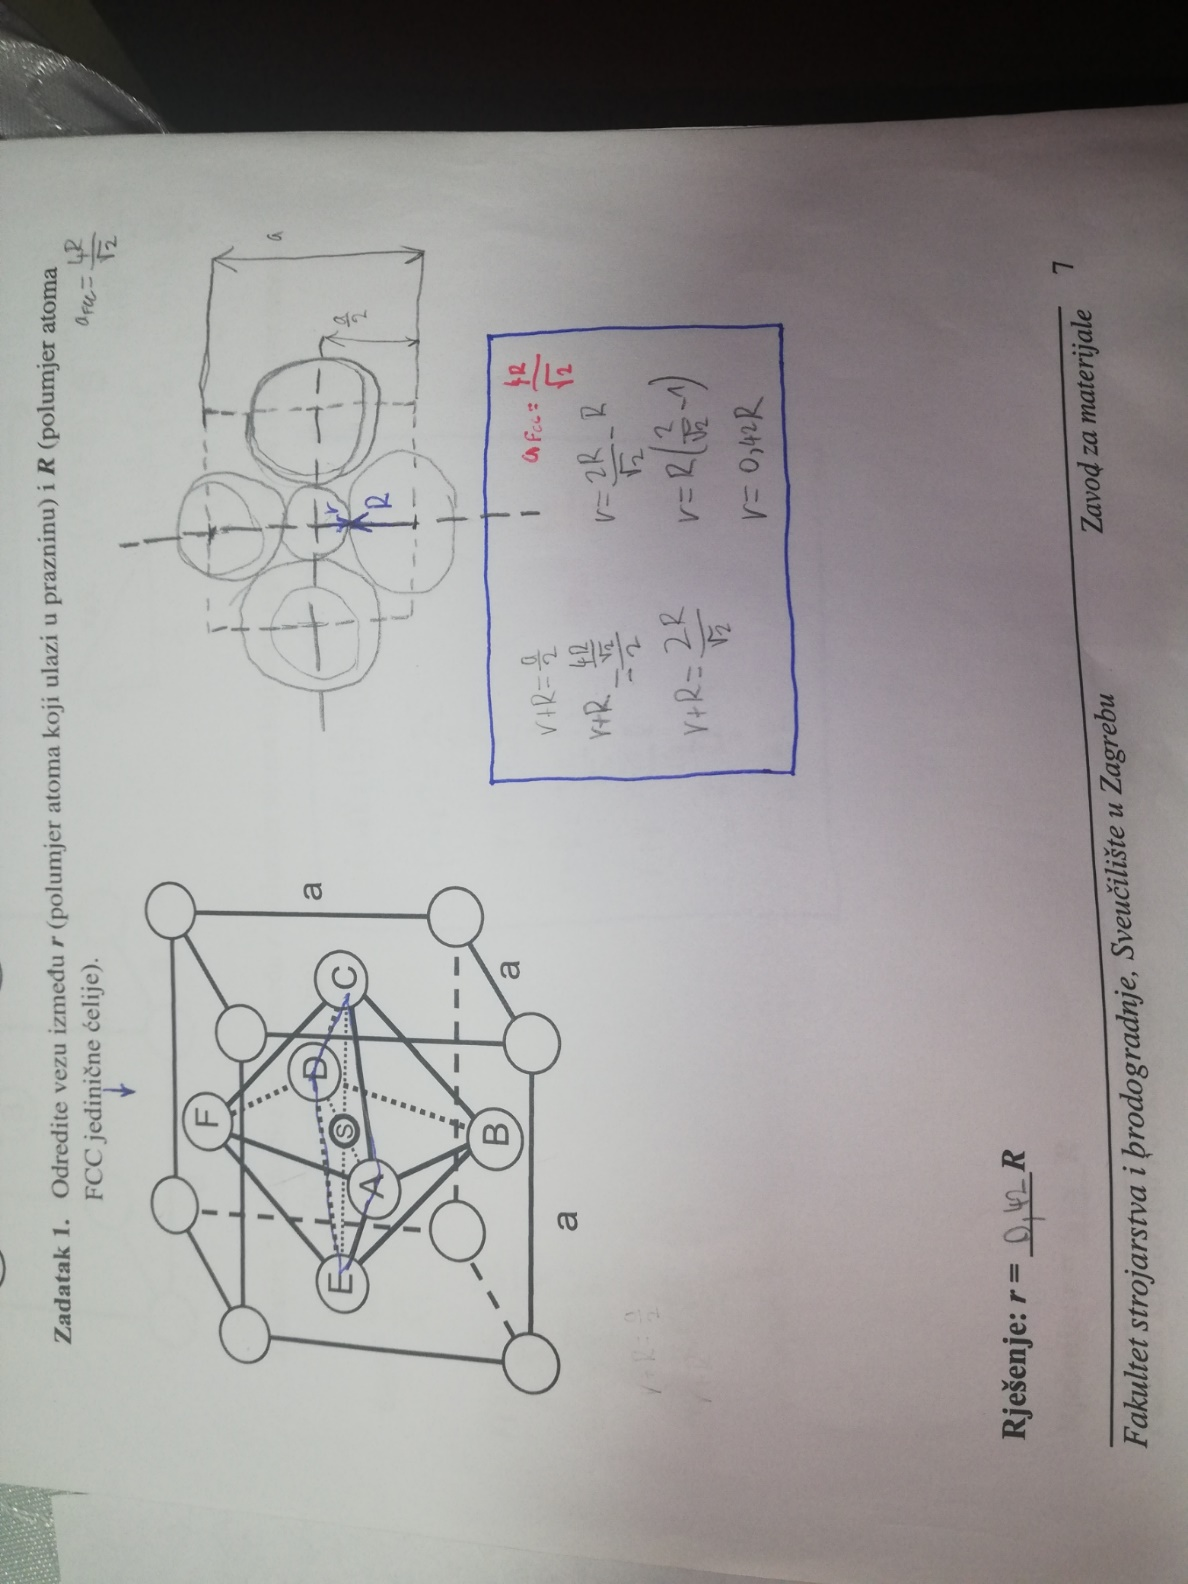 Zadatak 1. Odredite vezu između r (polumjer atoma koji ulazi u prazninu) i R (polumjer atoma
FCC jedinične ćelije).
a_FCC = 4R/√2
F
D
C
S
A
E
B
a
a
a
a
a/2
r
R
r+R = a/2
r+R = (4R/√2)/2
r+R = 2R/√2
a_FCC = 4R/√2
r = 2R/√2 - R
r = R(2/√2 - 1)
r = 0,42R
r+R = a/2
Rješenje: r = 0,42 R
Fakultet strojarstva i brodogradnje, Sveučilište u Zagrebu Zavod za materijale 7